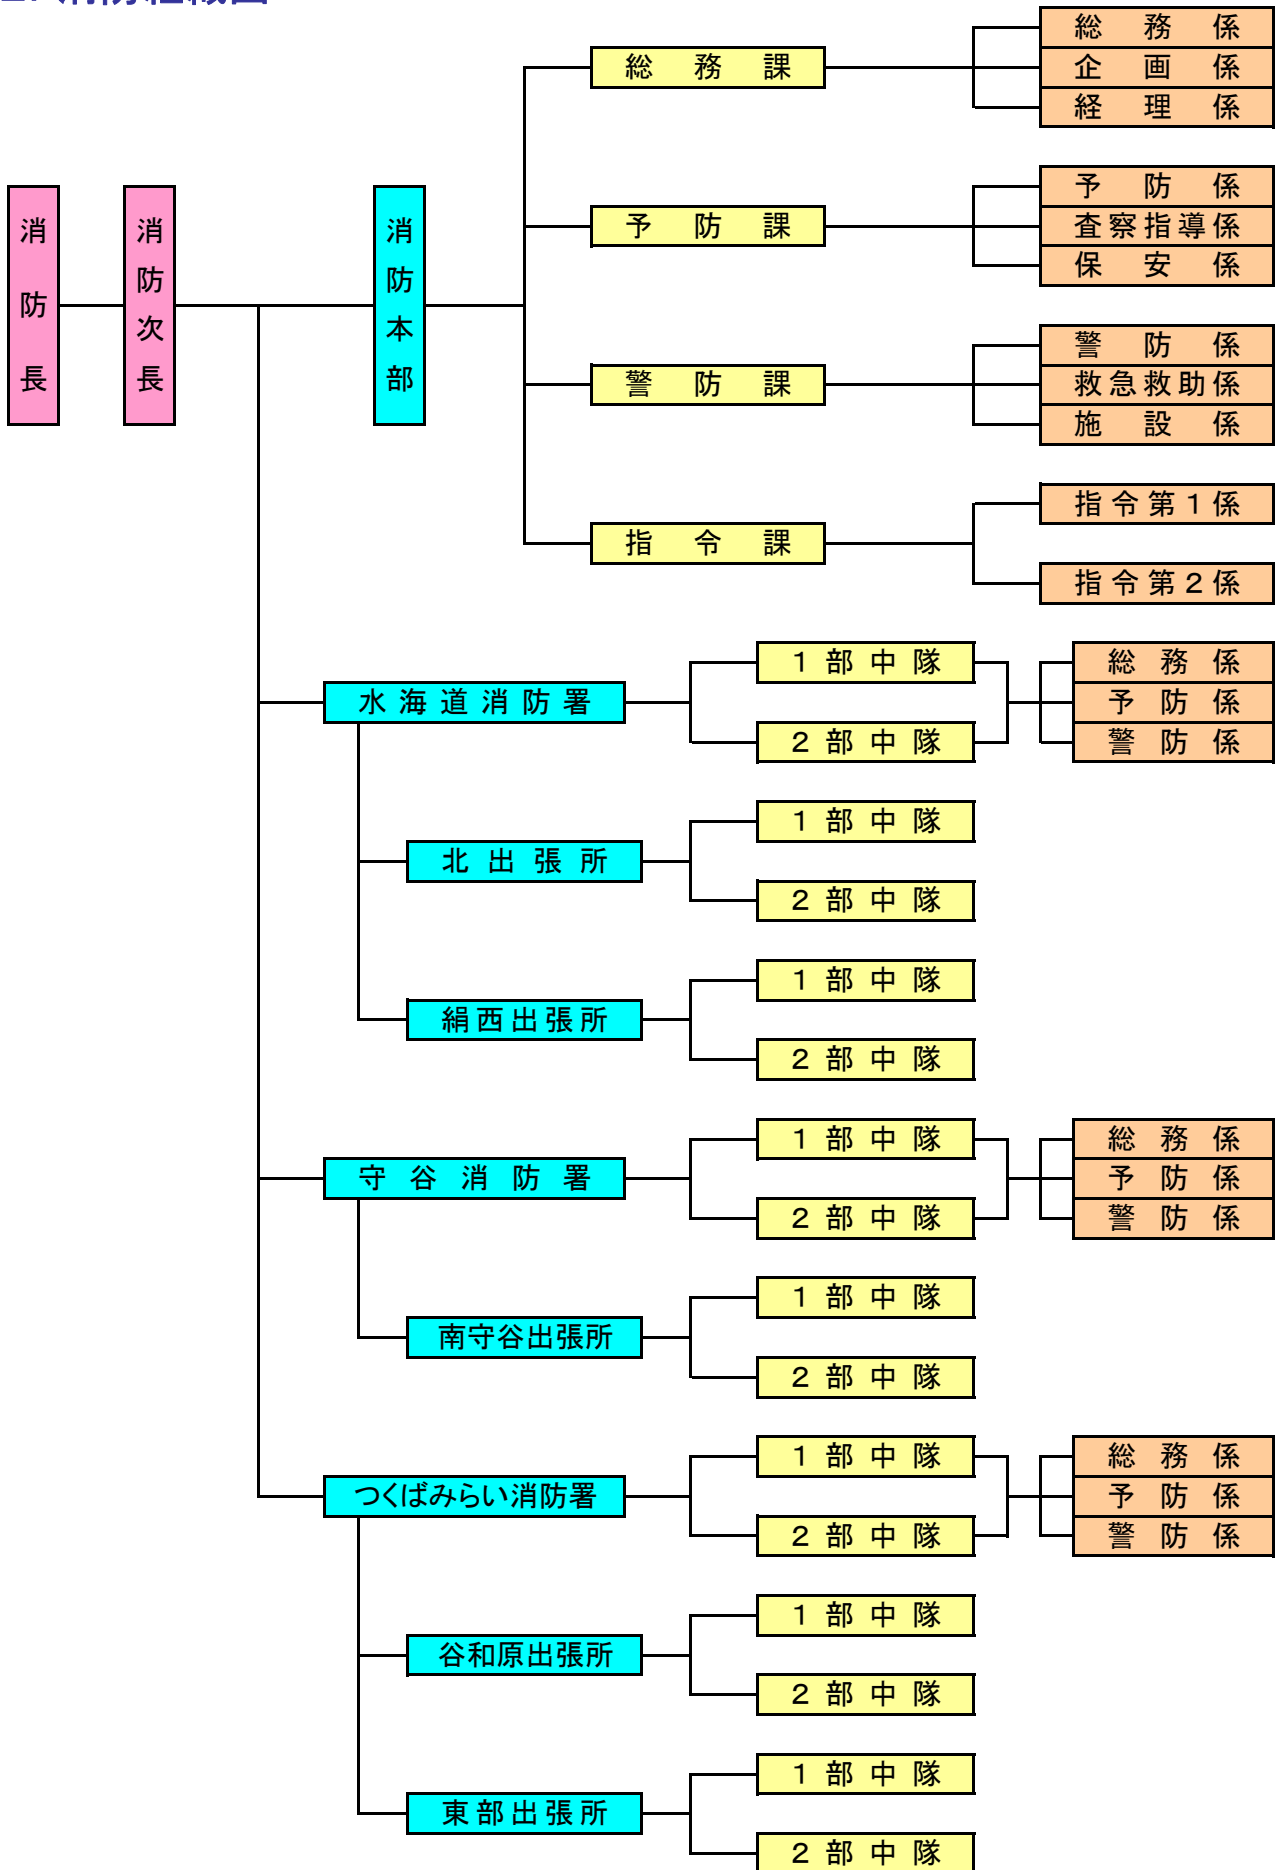 2. 消防組織図
総務課
総務係
企画係
経理係
消防長
消防次長
消防本部
予防課
予防係
査察指導係
保安係
警防課
警防係
救急救助係
施設係
指令課
指令第1係
指令第2係
水海道消防署
1部中隊
2部中隊
総務係
予防係
警防係
北出張所
1部中隊
2部中隊
絹西出張所
1部中隊
2部中隊
守谷消防署
1部中隊
2部中隊
総務係
予防係
警防係
南守谷出張所
1部中隊
2部中隊
つくばみらい消防署
1部中隊
2部中隊
総務係
予防係
警防係
谷和原出張所
1部中隊
2部中隊
東部出張所
1部中隊
2部中隊